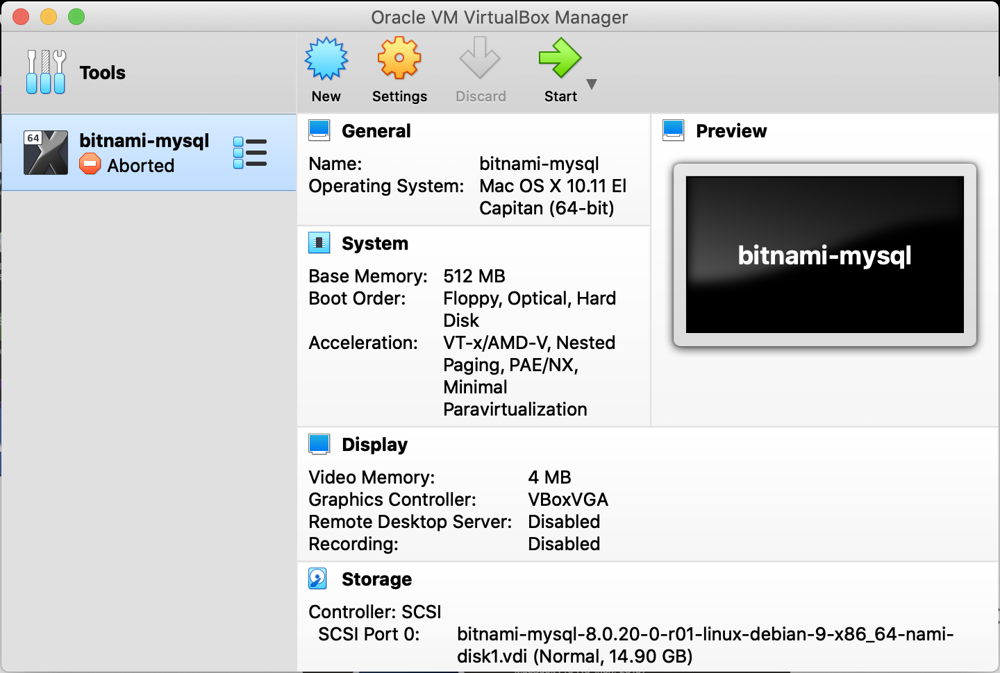 Oracle VM VirtualBox Manager
Tools
New
Settings
Discard
Start
64
bitnami-mysql
Aborted
General
Name: bitnami-mysql
Operating System: Mac OS X 10.11 El
Capitan (64-bit)
Preview
bitnami-mysql
System
Base Memory: 512 MB
Boot Order: Floppy, Optical, Hard
Disk
Acceleration: VT-x/AMD-V, Nested
Paging, PAE/NX,
Minimal
Paravirtualization
Display
Video Memory: 4 MB
Graphics Controller: VBoxVGA
Remote Desktop Server: Disabled
Recording: Disabled
Storage
Controller: SCSI
SCSI Port 0: bitnami-mysql-8.0.20-0-r01-linux-debian-9-x86_64-nami-
disk1.vdi (Normal, 14.90 GB)